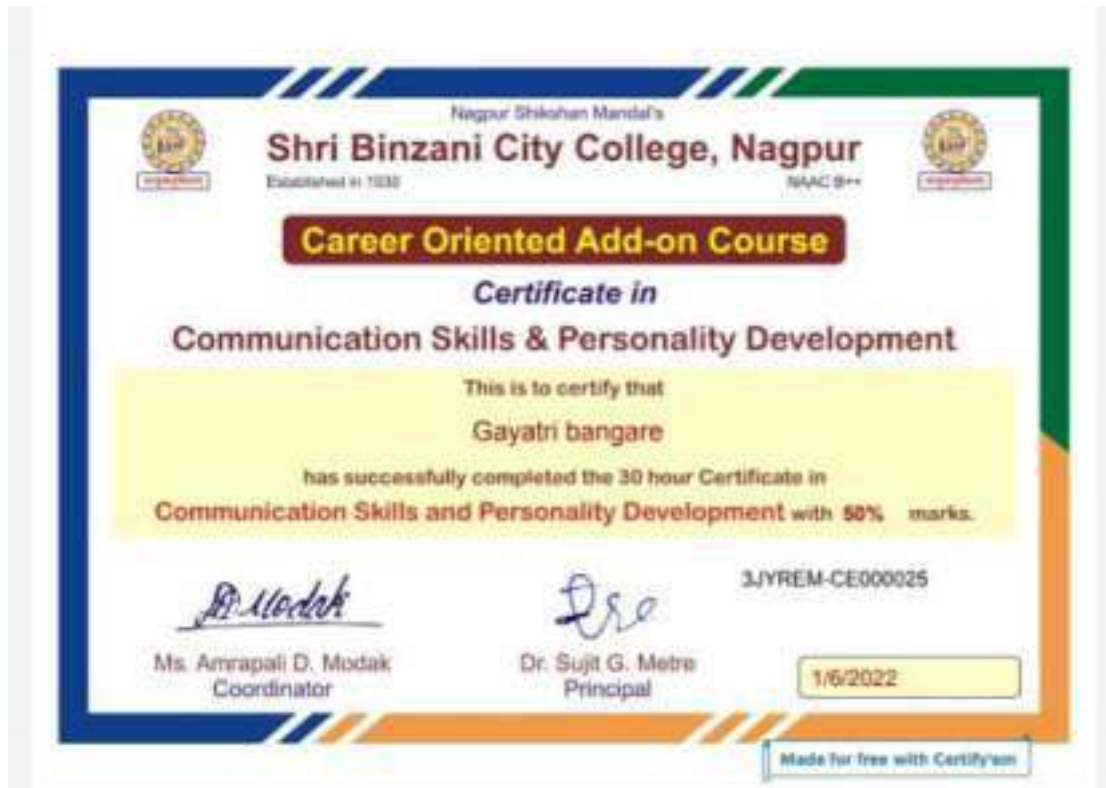 Nagpur Shikshan Mandal's
Shri Binzani City College, Nagpur
Established in 1930 NAAC B++
Career Oriented Add-on Course
Certificate in
Communication Skills & Personality Development
This is to certify that
Gayatri bangare
has successfully completed the 30 hour Certificate in
Communication Skills and Personality Development with 50% marks.
3JYREM-CE000025
Modak
Ms. Amrapali D. Modak
Coordinator
Dr. Sujit G. Metre
Principal
1/6/2022
Made for free with Certify'em